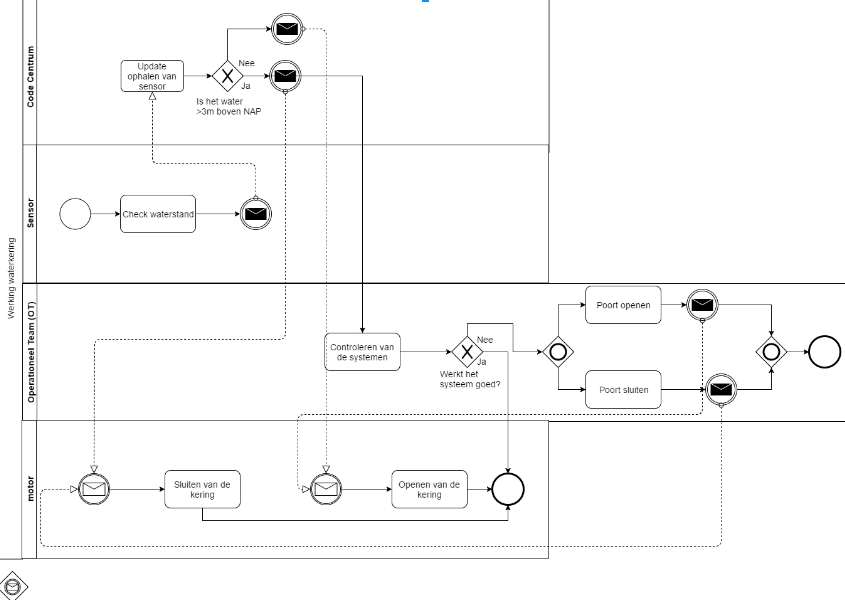 Werking waterkering
Code Centrum
Update
ophalen van
sensor
Nee
Ja
Is het water
>3m boven NAP
Sensor
Check waterstand
Operationeel Team (OT)
Controleren van
de systemen
Nee
Ja
Werkt het
systeem goed?
Poort openen
Poort sluiten
motor
Sluiten van de
kering
Openen van de
kering